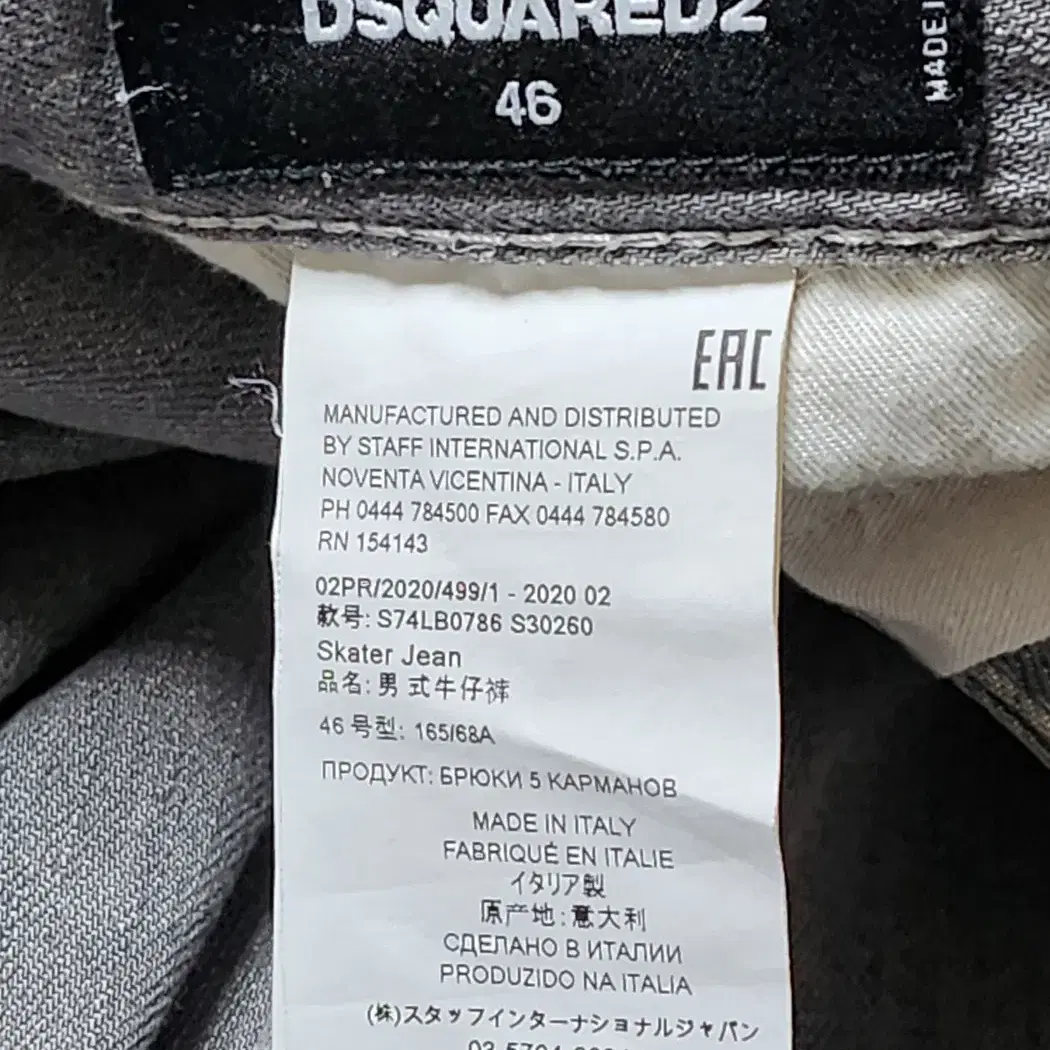 DSQUARED2
46
MADE
EAC
MANUFACTURED AND DISTRIBUTED
BY STAFF INTERNATIONAL S.P.A.
NOVENTA VICENTINA - ITALY
PH 0444 784500 FAX 0444 784580
RN 154143
02PR/2020/499/1 - 2020 02
款号: S74LB0786 S30260
Skater Jean
品名: 男式牛仔裤
46 号型: 165/68A
ПРОДУКТ: БРЮКИ 5 КАРМАНОВ
MADE IN ITALY
FABRIQUÉ EN ITALIE
イタリア製
原产地: 意大利
СДЕЛАНО В ИТАЛИИ
PRODUZIDO NA ITALIA
(株)スタッフインターナショナルジャパン